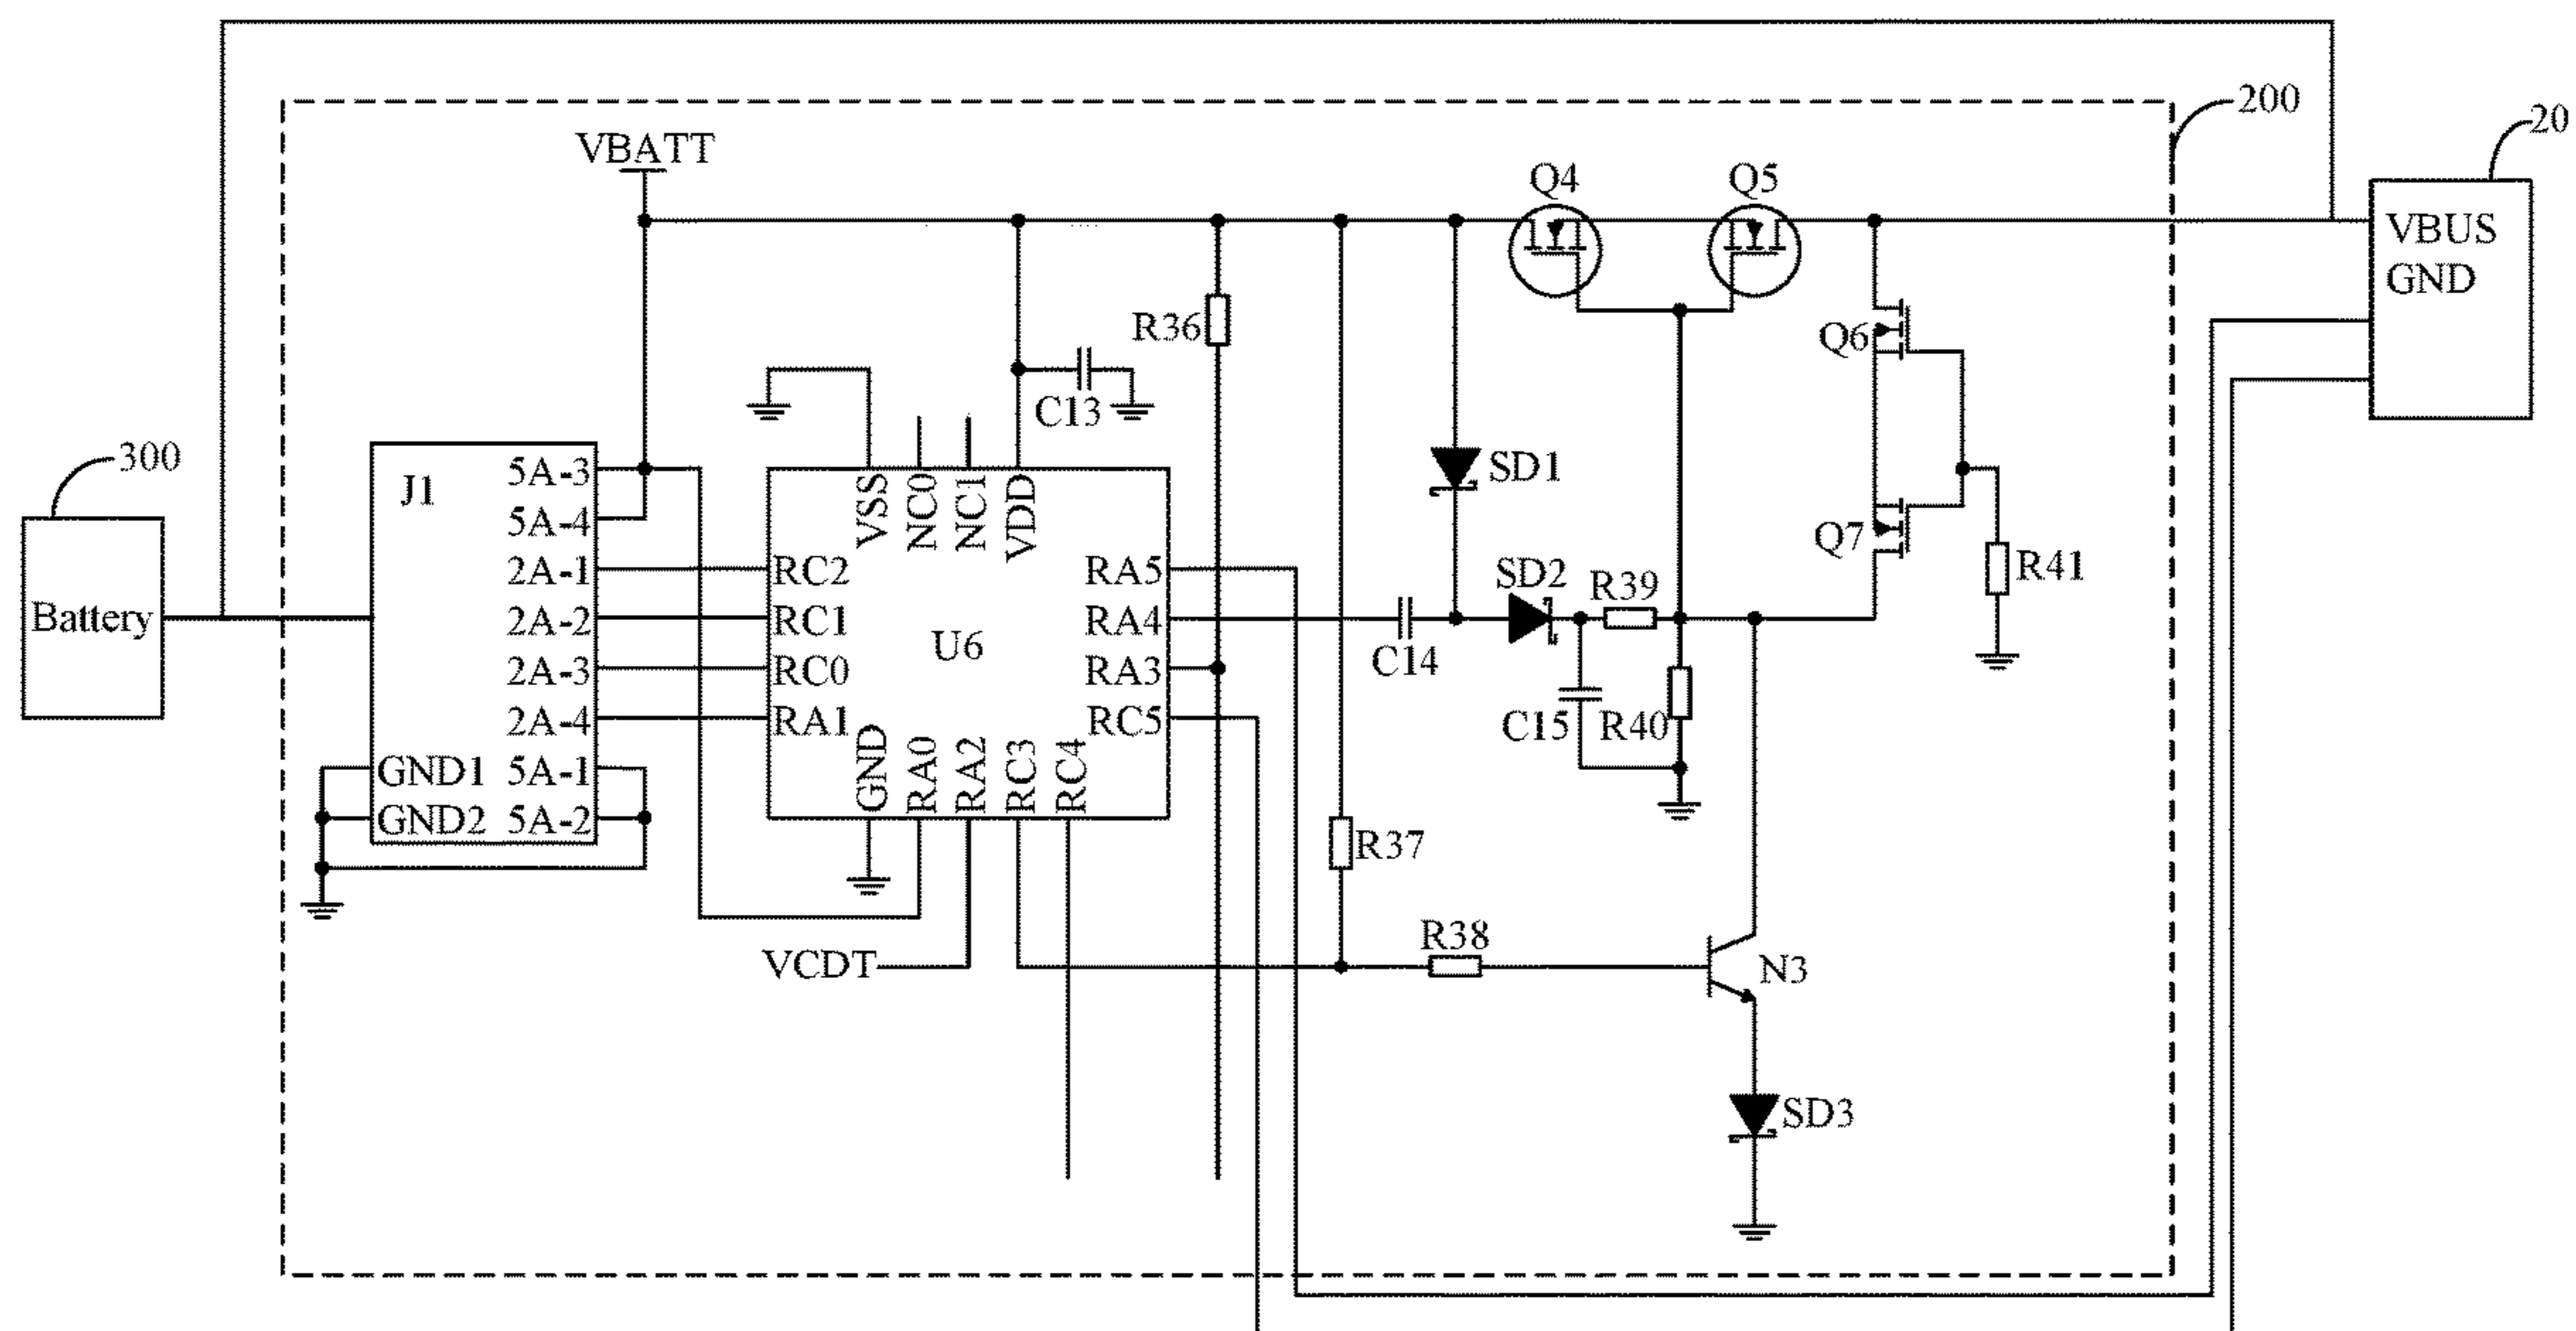 200
20
VBATT
Q4
Q5
VBUS
GND
R36
Q6
C13
300
J1
5A-3
5A-4
2A-1
2A-2
2A-3
2A-4
5A-1
5A-2
GND1
GND2
Battery
VSS
NC0
NC1
VDD
RC2
RC1
RC0
RA1
U6
RA5
RA4
RA3
RC5
GND
RA0
RA2
RC3
RC4
SD1
SD2
R39
Q7
R41
C14
C15
R40
R37
VCDT
R38
N3
SD3